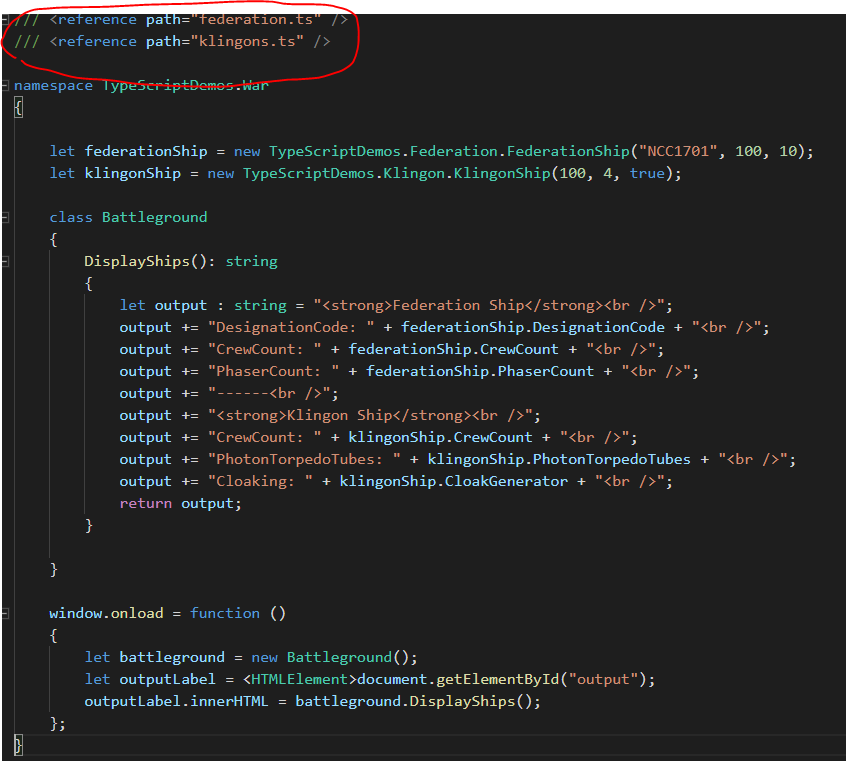 /// <reference path="federation.ts" />
/// <reference path="klingons.ts" />
namespace TypeScriptDemos.War
{
let federationShip = new TypeScriptDemos.Federation.FederationShip("NCC1701", 100, 10);
let klingonShip = new TypeScriptDemos.Klingon.KlingonShip(100, 4, true);
class Battleground
{
DisplayShips(): string
{
let output : string = "<strong>Federation Ship</strong><br />";
output += "DesignationCode: " + federationShip.DesignationCode + "<br />";
output += "CrewCount: " + federationShip.CrewCount + "<br />";
output += "PhaserCount: " + federationShip.PhaserCount + "<br />";
output += "------<br />";
output += "<strong>Klingon Ship</strong><br />";
output += "CrewCount: " + klingonShip.CrewCount + "<br />";
output += "PhotonTorpedoTubes: " + klingonShip.PhotonTorpedoTubes + "<br />";
output += "Cloaking: " + klingonShip.CloakGenerator + "<br />";
return output;
}
}
window.onload = function ()
{
let battleground = new Battleground();
let outputLabel = <HTMLElement>document.getElementById("output");
outputLabel.innerHTML = battleground.DisplayShips();
};
}